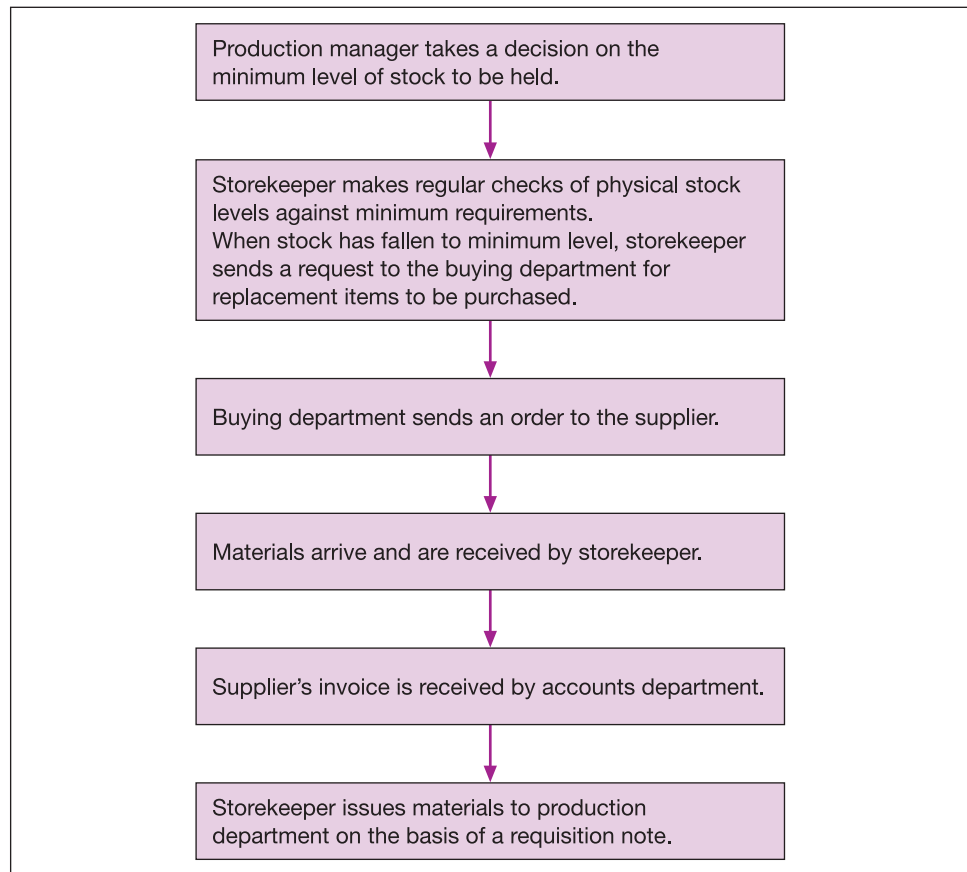 Production manager takes a decision on the
minimum level of stock to be held.
Storekeeper makes regular checks of physical stock
levels against minimum requirements.
When stock has fallen to minimum level, storekeeper
sends a request to the buying department for
replacement items to be purchased.
Buying department sends an order to the supplier.
Materials arrive and are received by storekeeper.
Supplier’s invoice is received by accounts department.
Storekeeper issues materials to production
department on the basis of a requisition note.